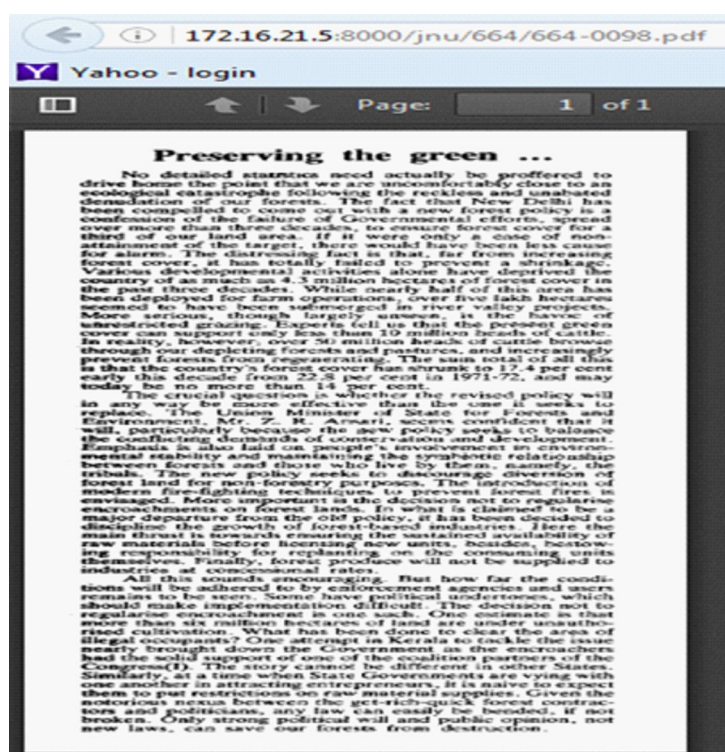 172.16.21.5:8000/jnu/664/664-0098.pdf
Yahoo - login
Page: 1 of 1
Preserving the green ...
No detailed statistics need actually be proffered to
drive home the point that we are uncomfortably close to an
ecological catastrophe following the reckless and unabated
denudation of our forests. The fact that New Delhi has
been compelled to come out with a new forest policy is a
confession of the failure of Governmental efforts, spread
over more than three decades, to ensure forest cover for a
third of our land area. If it were only a case of non-
attainment of the target, there would have been less cause
for alarm. The distressing fact is that, far from increasing
forest cover, it has totally failed to prevent a shrinkage.
Various developmental activities alone have deprived the
country of as much as 4.3 million hectares of forest cover in
the past three decades. While nearly half of this area has
been deployed for farm operations, over five lakh hectares
seemed to have been submerged in river valley projects.
More serious, though largely unseen, is the havoc of
unrestricted grazing. Experts tell us that the present green
cover can support only less than 10 million heads of cattle.
In reality, however, over 50 million heads of cattle browse
through our depleting forests and pastures, and increasingly
prevent forests from regenerating. The sum total of all this
is that the country's forest cover has shrunk to 17.4 per cent
early this decade from 22.8 per cent in 1971-72, and may
today be no more than 14 per cent.
The crucial question is whether the revised policy will
in any way be more effective than the one it seeks to
replace. The Union Minister of State for Forests and
Environment, Mr. Z. R. Ansari, seems confident that it
will, particularly because the new policy seeks to balance
the conflicting demands of conservation and development.
Emphasis is also laid on people's involvement in environ-
mental stability and maintaining the symbiotic relationship
between forests and those who live by them, namely, the
tribals. The new policy seeks to discourage diversion of
forest land for non-forestry purposes. The introduction of
modern fire-fighting techniques to prevent forest fires is
envisaged. More important is the decision not to regularise
encroachments on forest lands. In what is claimed to be a
major departure from the old policy, it has been decided to
discipline the growth of forest-based industries. Here the
main thrust is towards ensuring the sustained availability of
raw materials before licensing new units, besides, bestow-
ing responsibility for replanting on the consuming units
themselves. Finally, forest produce will not be supplied to
industries at concessional rates.
All this sounds encouraging. But how far the condi-
tions will be adhered to by enforcement agencies and users
remains to be seen. Some have political undertones, which
should make implementation difficult. The decision not to
regularise encroachment is one such. One estimate is that
more than six million hectares of land are under unautho-
rised cultivation. What has been done to clear the area of
illegal occupants? One attempt in Kerala to tackle the issue
nearly brought down the Government as the encroachers
had the solid support of one of the coalition partners of the
Congress(I). The story cannot be different in other States.
Similarly, at a time when State Governments are vying with
one another in attracting entrepreneurs, it is naive to expect
them to put restrictions on raw material supplies. Given the
notorious nexus between the get-rich-quick forest contrac-
tors and politicians, any law can easily be bended, if not
broken. Only strong political will and public opinion, not
new laws, can save our forests from destruction.